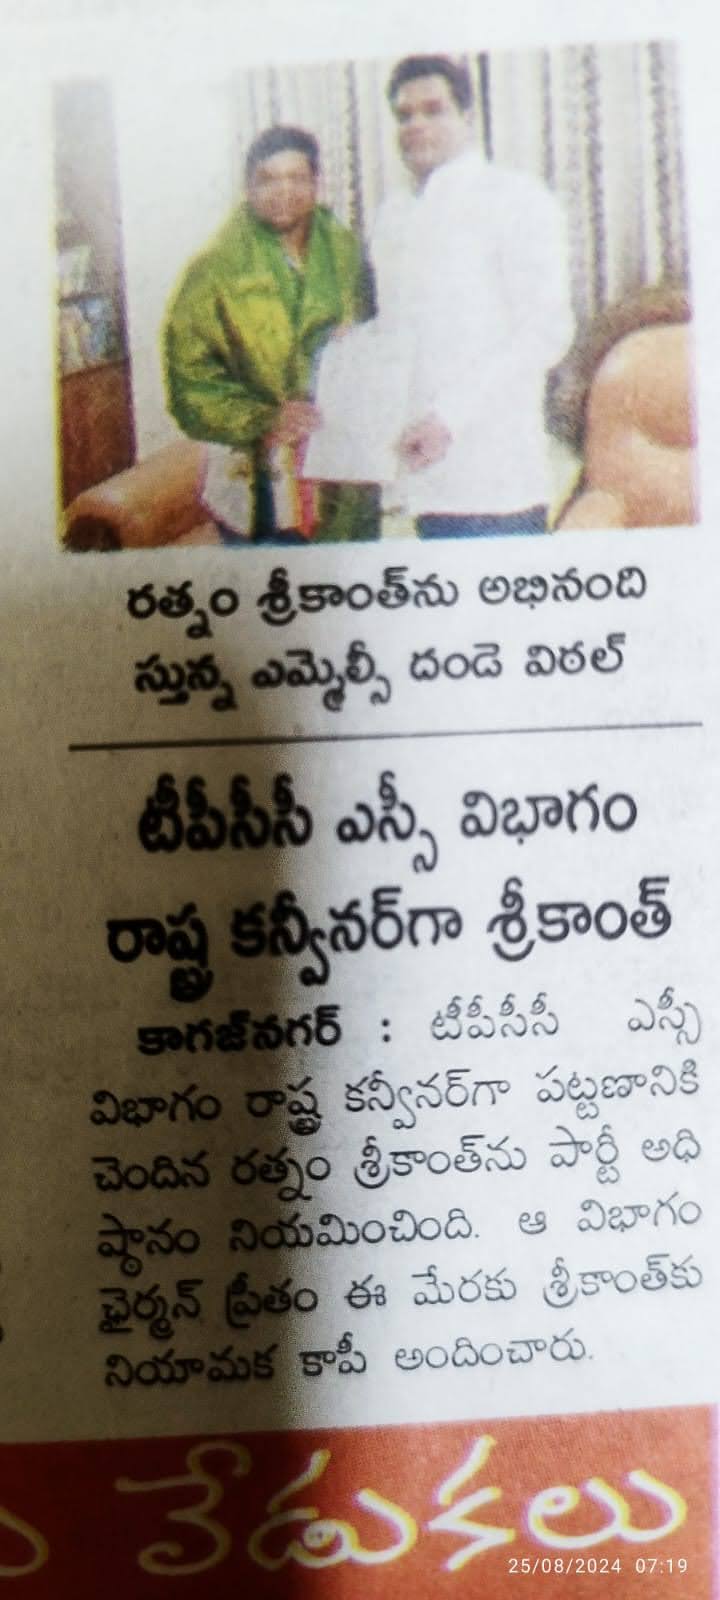 రత్నం శ్రీకాంత్‌ను అభినంది
స్తున్న ఎమ్మెల్సీ దండె విఠల్
టీపీసీసీ ఎస్సీ విభాగం
రాష్ట్ర కన్వీనర్‌గా శ్రీకాంత్
కాగజ్‌నగర్ : టీపీసీసీ ఎస్సీ
విభాగం రాష్ట్ర కన్వీనర్‌గా పట్టణానికి
చెందిన రత్నం శ్రీకాంత్‌ను పార్టీ అధి
ష్ఠానం నియమించింది. ఆ విభాగం
ఛైర్మన్ ప్రీతం ఈ మేరకు శ్రీకాంత్‌కు
నియామక కాపీ అందించారు.
వేడుకలు
25/08/2024 07:19